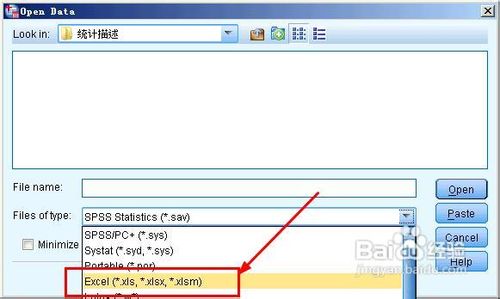 Open Data
Look in: 统计描述
File name:
Open
Files of type: SPSS Statistics (*.sav)
Paste
SPSS/PC+ (*.sys)
Minimize
Systat (*.syd, *.sys)
Cancel
Portable (*.por)
Help
Excel (*.xls, *.xlsx, *.xlsm)
Baidu 经验
jingyan.baidu.com